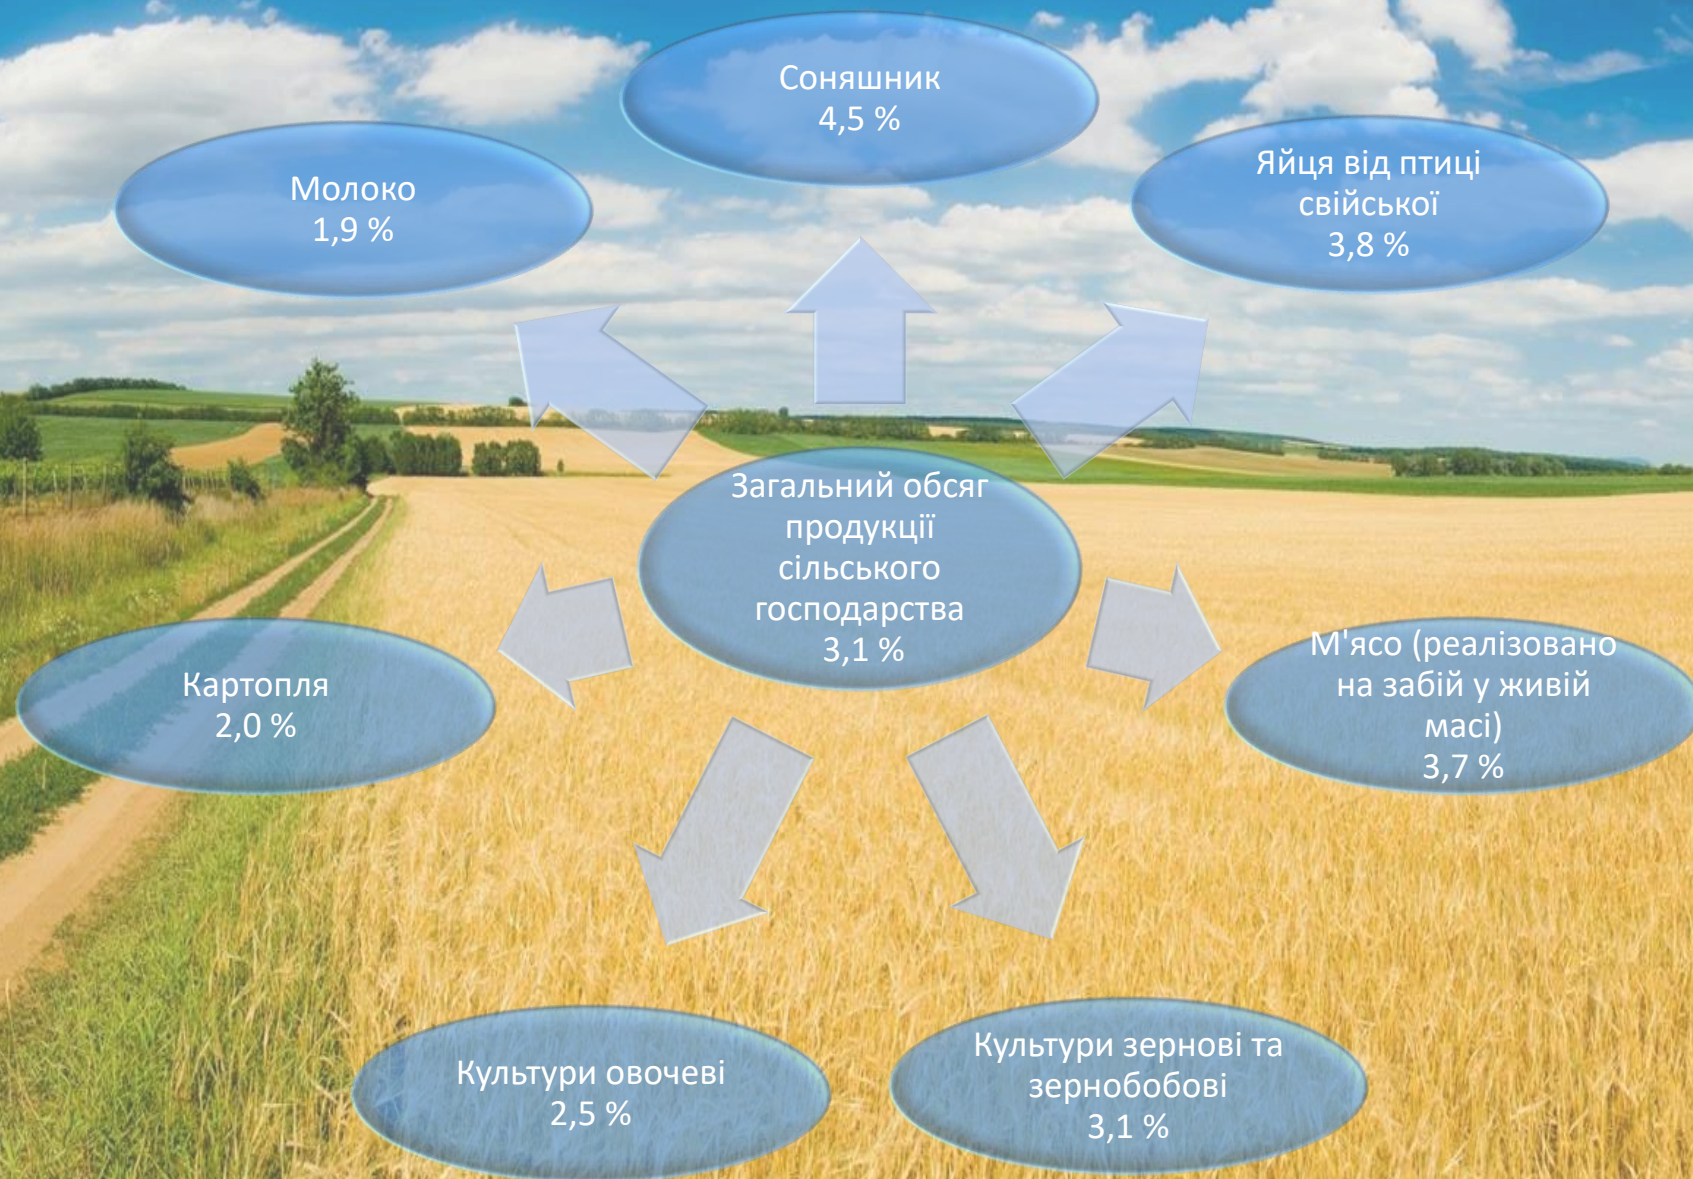 Соняшник
4,5 %
Молоко
1,9 %
Яйця від птиці
свійської
3,8 %
Загальний обсяг
продукції
сільського
господарства
3,1 %
Картопля
2,0 %
М'ясо (реалізовано
на забій у живій
масі)
3,7 %
Культури овочеві
2,5 %
Культури зернові та
зернобобові
3,1 %